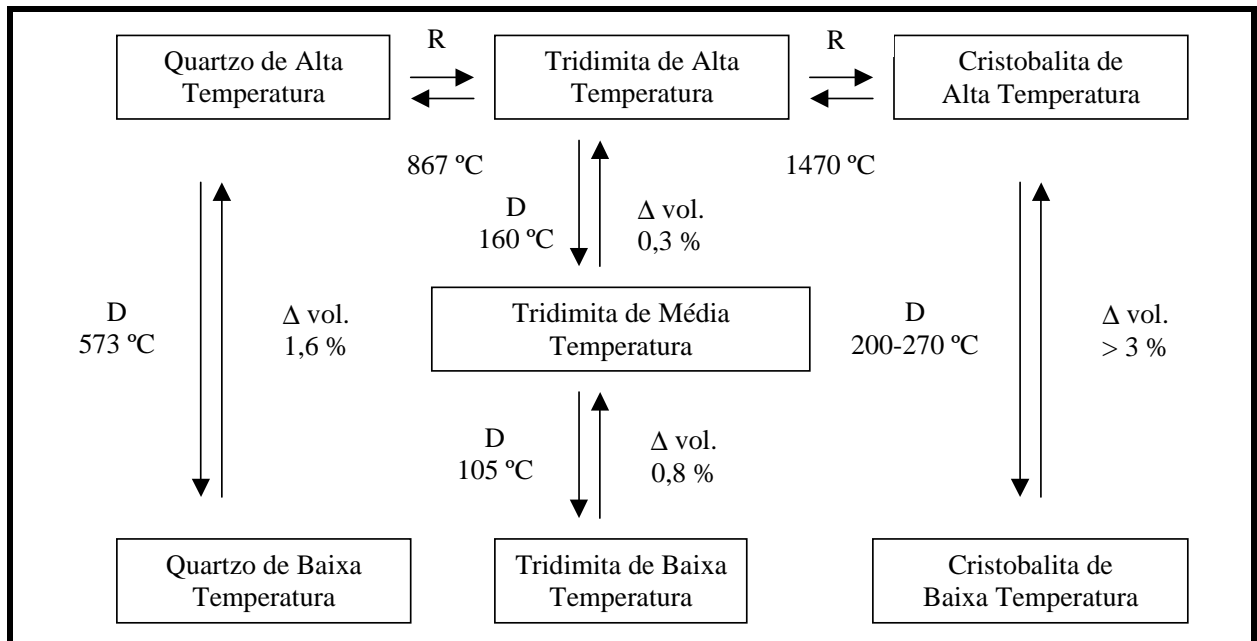 R
R
Quartzo de Alta
Temperatura
Tridimita de Alta
Temperatura
Cristobalita de
Alta Temperatura
867 ºC
1470 ºC
D
160 ºC
Δ vol.
0,3 %
D
573 ºC
Δ vol.
1,6 %
Tridimita de Média
Temperatura
D
200-270 ºC
Δ vol.
> 3 %
D
105 ºC
Δ vol.
0,8 %
Quartzo de Baixa
Temperatura
Tridimita de Baixa
Temperatura
Cristobalita de
Baixa Temperatura